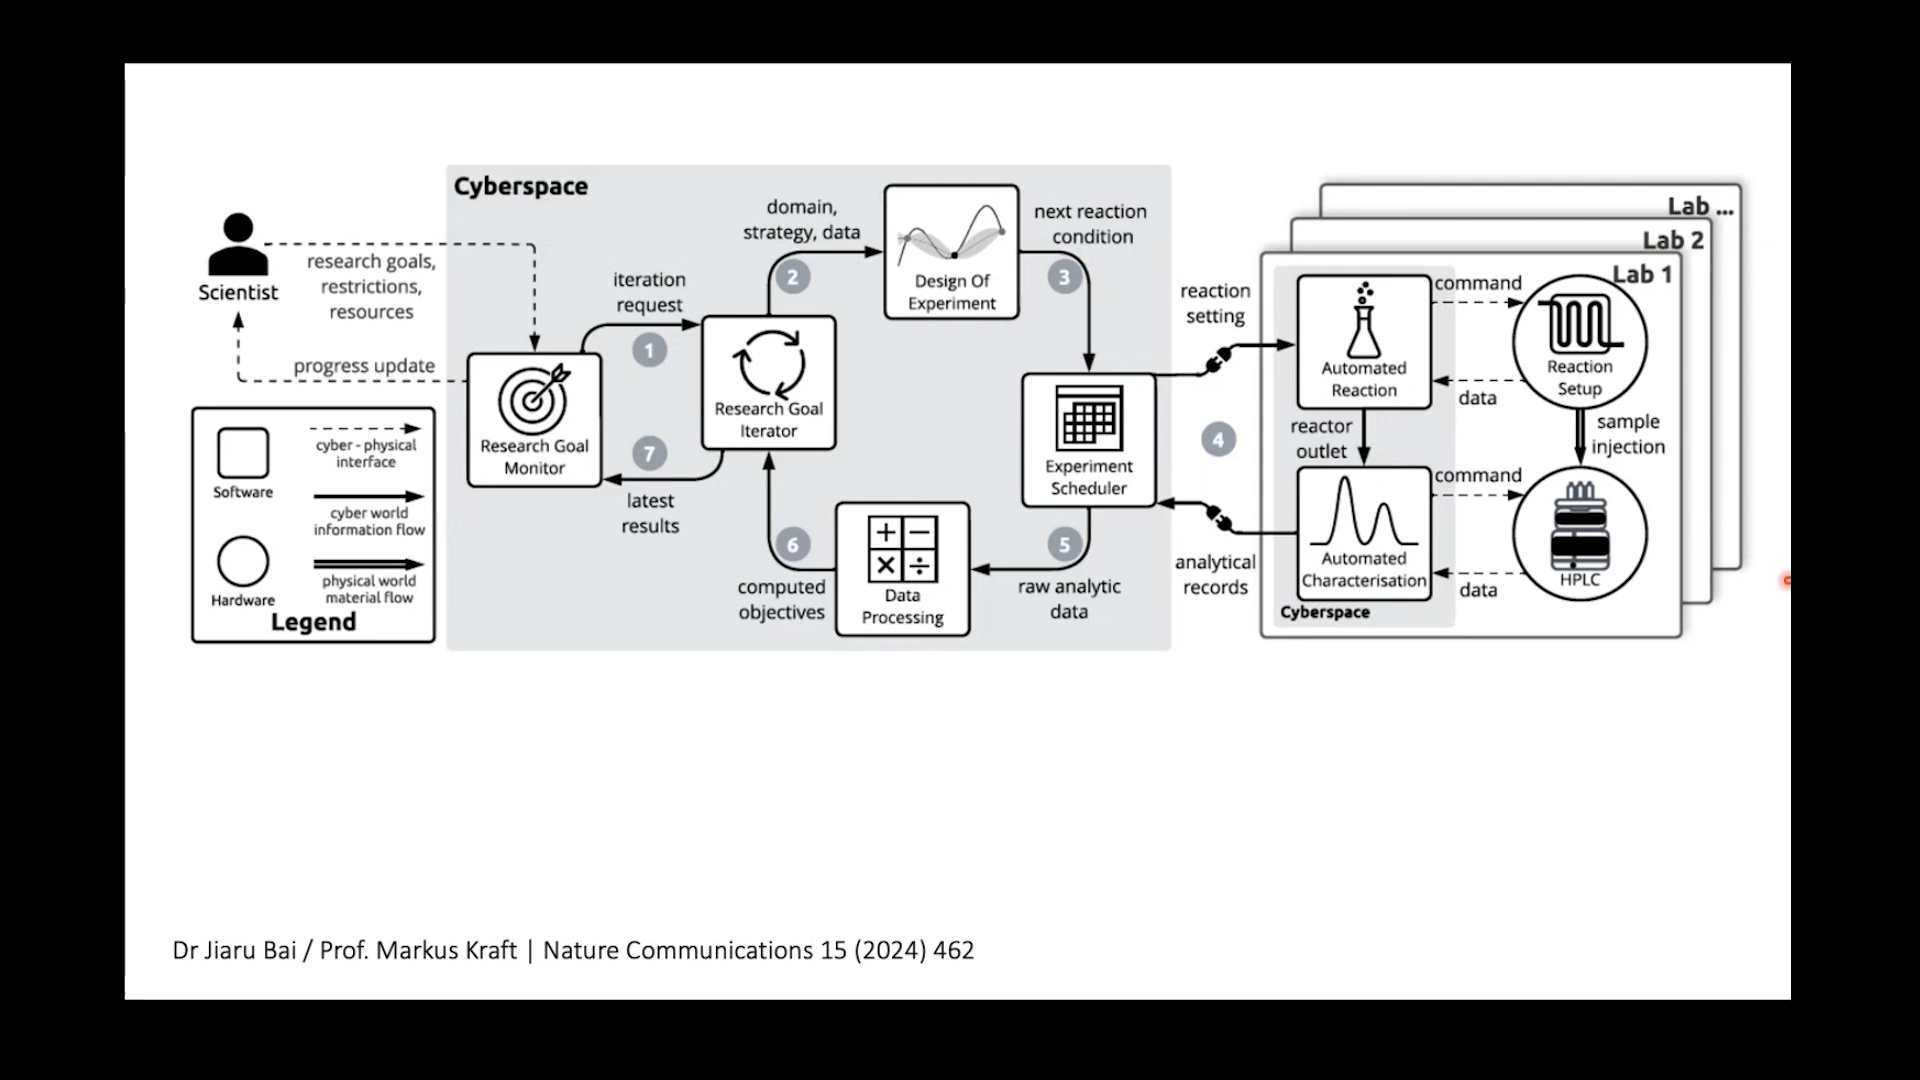 Cyberspace
Scientist
research goals,
restrictions,
resources
progress update
Research Goal
Monitor
iteration
request
1
Research Goal
Iterator
7
latest
results
domain,
strategy, data
2
Design Of
Experiment
next reaction
condition
3
Experiment
Scheduler
reaction
setting
4
analytical
records
5
raw analytic
data
+ −
× ÷
Data
Processing
6
computed
objectives
Lab ...
Lab 2
Lab 1
Automated
Reaction
command
data
Reaction
Setup
reactor
outlet
sample
injection
Automated
Characterisation
command
data
HPLC
Cyberspace
Software
Hardware
cyber - physical
interface
cyber world
information flow
physical world
material flow
Legend
Dr Jiaru Bai / Prof. Markus Kraft | Nature Communications 15 (2024) 462